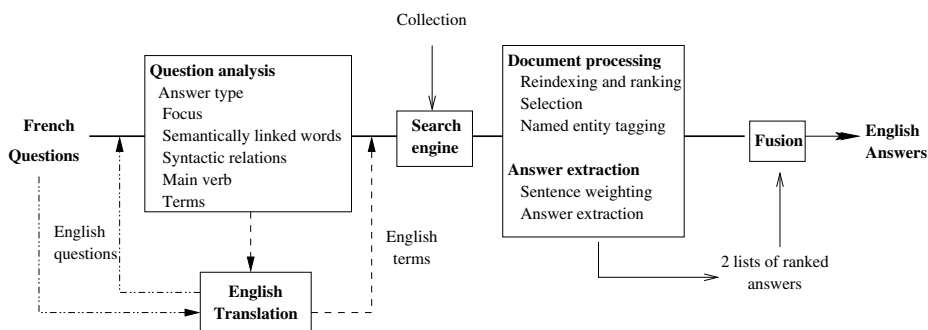 Collection
Question analysis
Answer type
Focus
Semantically linked words
Syntactic relations
Main verb
Terms
French
Questions
English
questions
English
Translation
English
terms
Search
engine
Document processing
Reindexing and ranking
Selection
Named entity tagging
Answer extraction
Sentence weighting
Answer extraction
2 lists of ranked
answers
Fusion
English
Answers